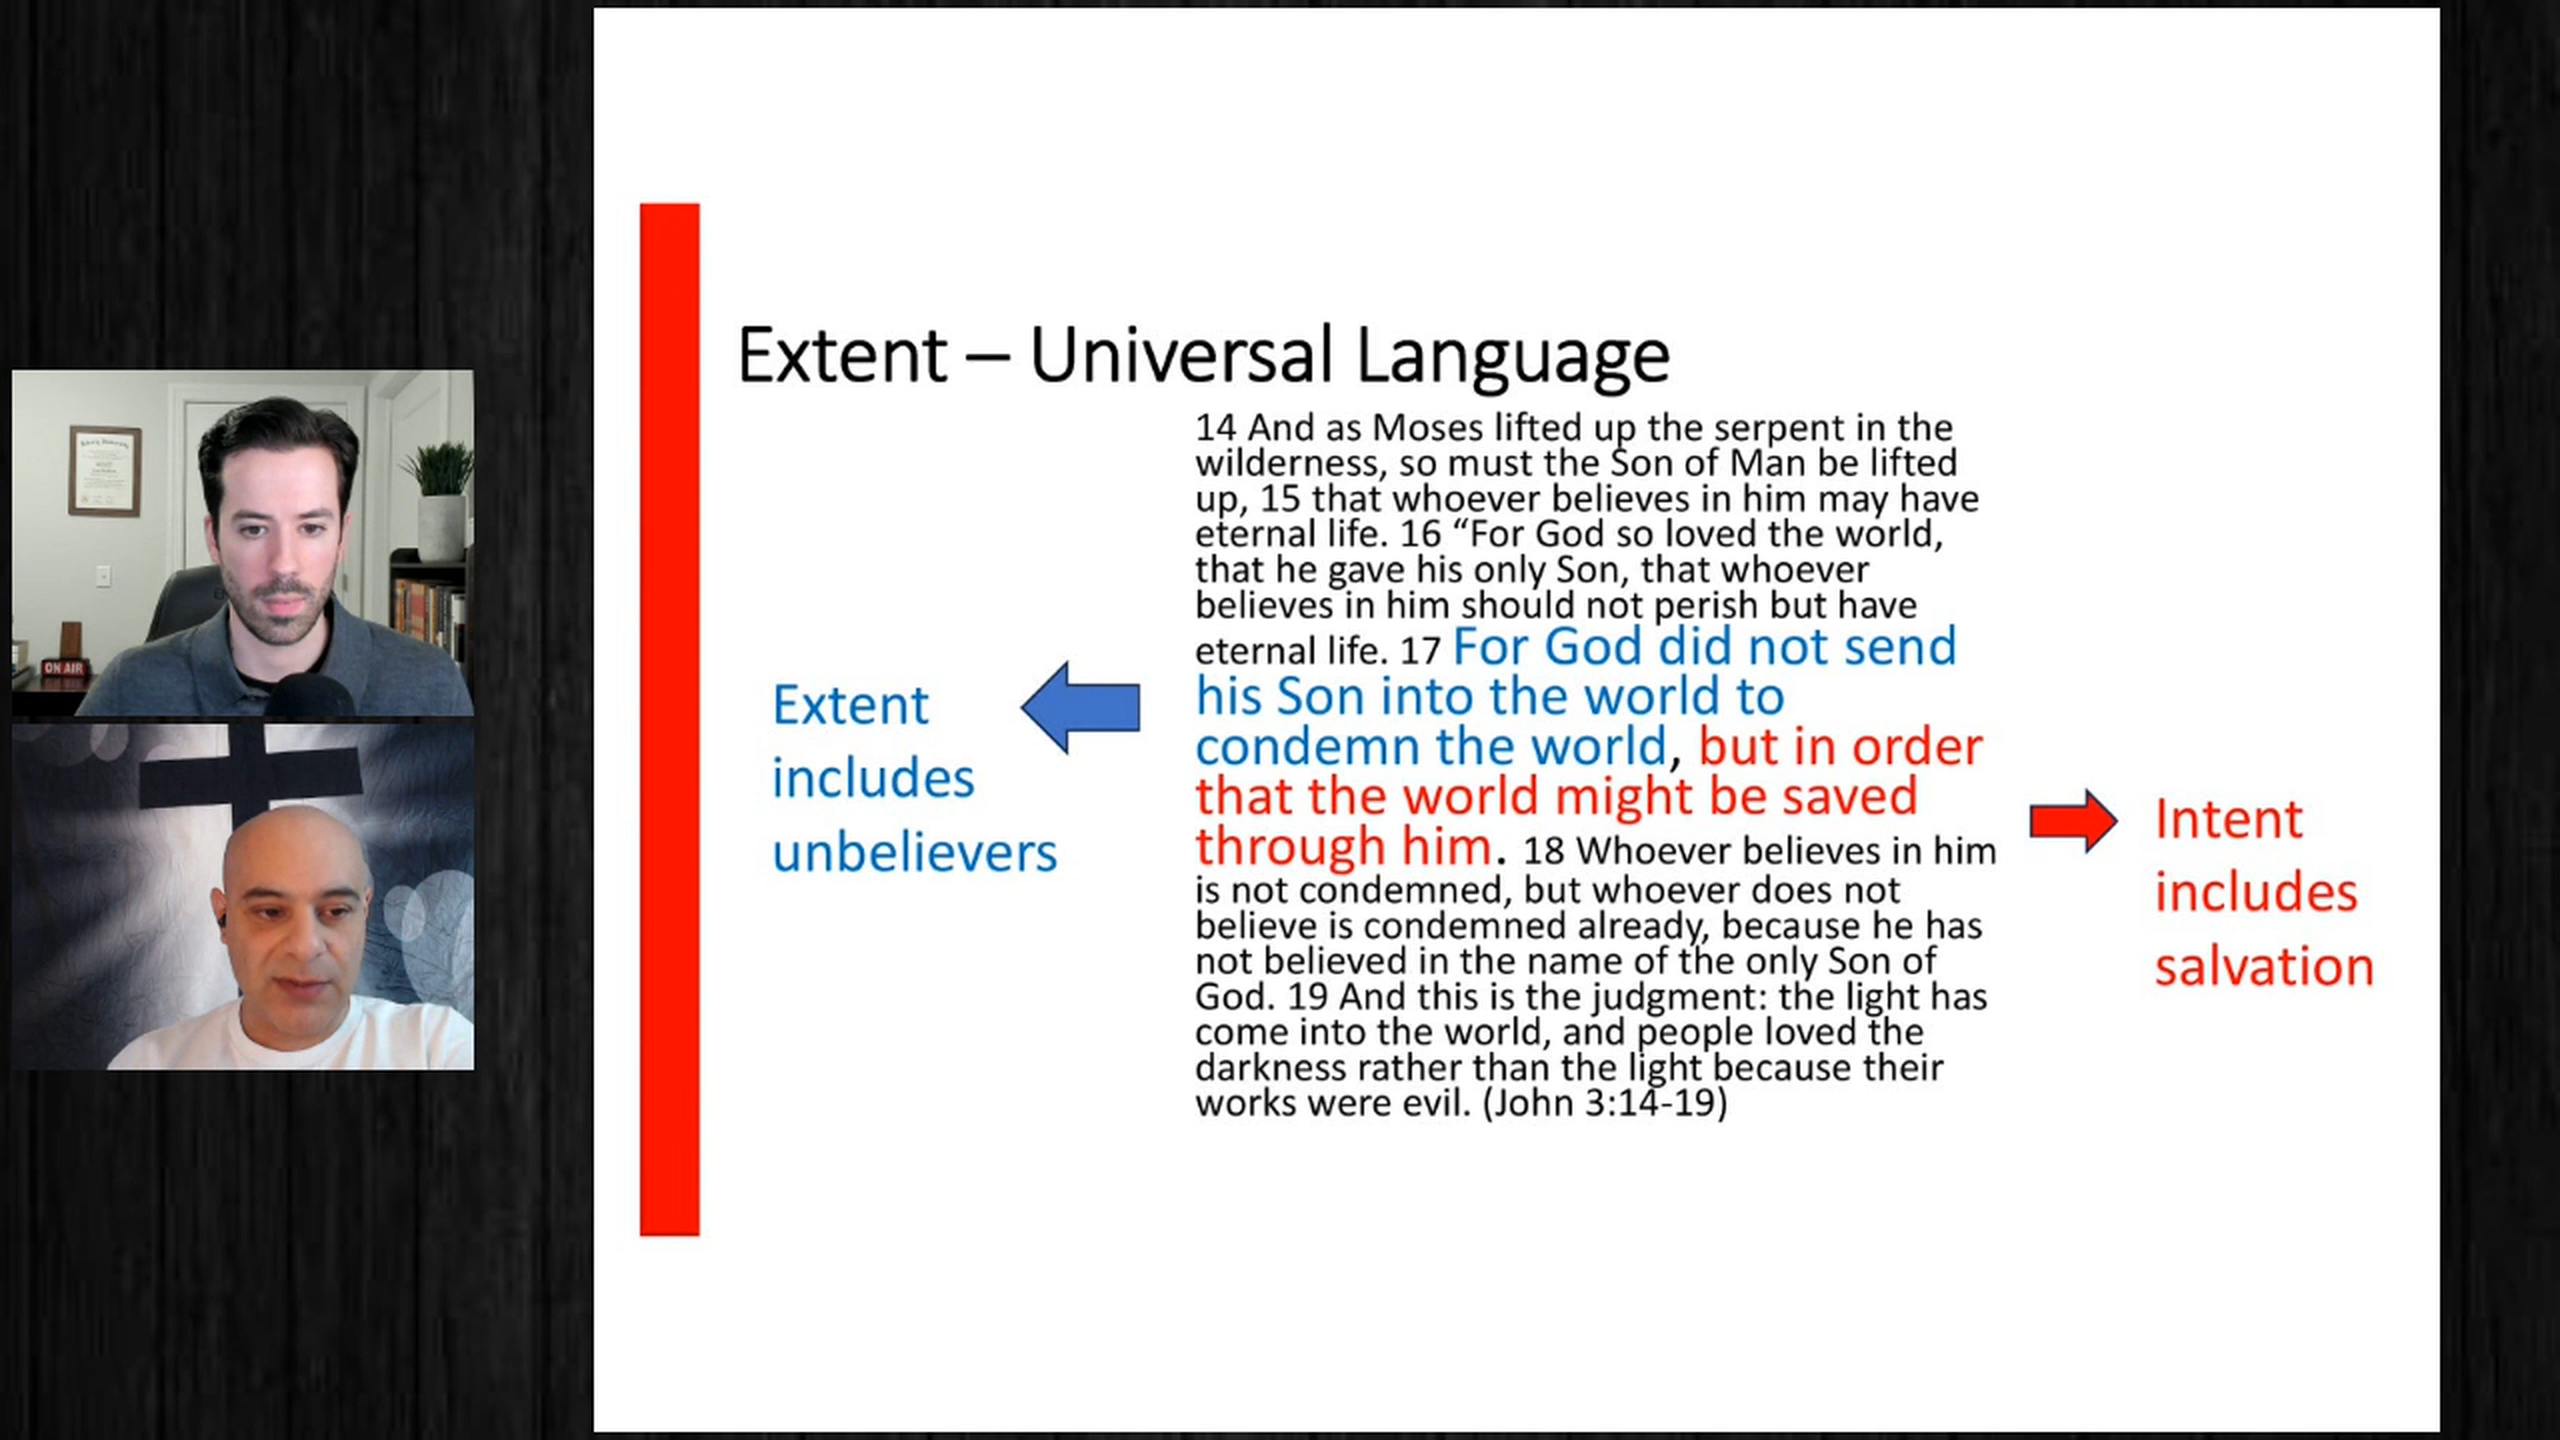 Extent – Universal Language
14 And as Moses lifted up the serpent in the
wilderness, so must the Son of Man be lifted
up, 15 that whoever believes in him may have
eternal life. 16 “For God so loved the world,
that he gave his only Son, that whoever
believes in him should not perish but have
eternal life. 17 For God did not send
his Son into the world to
condemn the world, but in order
that the world might be saved
through him. 18 Whoever believes in him
is not condemned, but whoever does not
believe is condemned already, because he has
not believed in the name of the only Son of
God. 19 And this is the judgment: the light has
come into the world, and people loved the
darkness rather than the light because their
works were evil. (John 3:14-19)
Extent
includes
unbelievers
Intent
includes
salvation
ON AIR